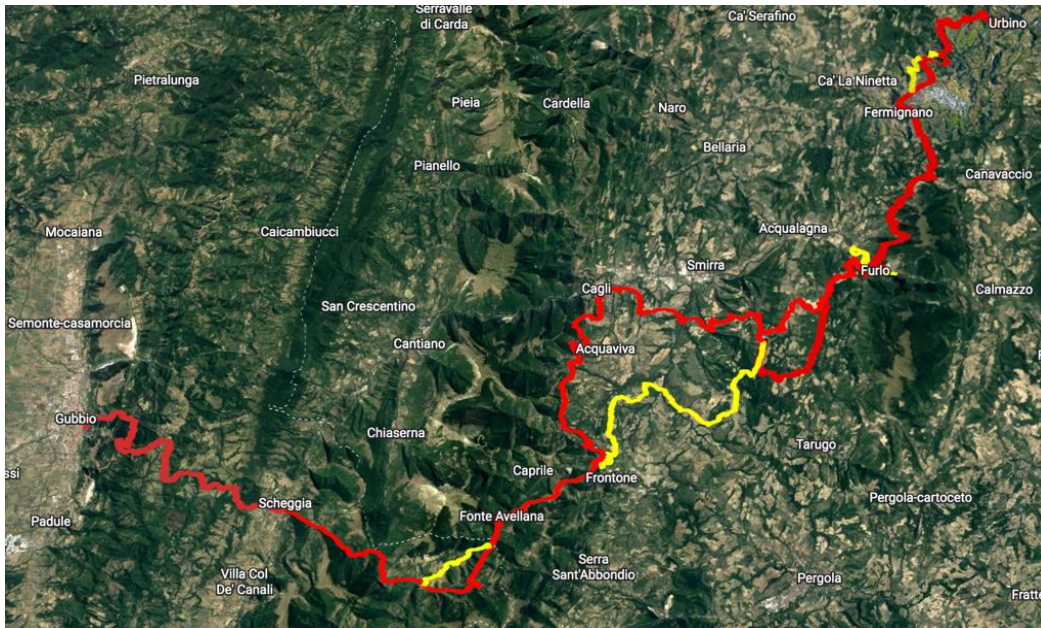 Serravalle
di Carda
Ca' Serafino
Urbino
Pietralunga
Ca' La Ninetta
Pieia
Cardella
Naro
Fermignano
Bellaria
Pianello
Canavaccio
Mocaiana
Caicambiucci
Acqualagna
Smirra
Furlo
Cagli
Calmazzo
San Crescentino
Semonte-casamorcia
Cantiano
Acquaviva
Gubbio
Chiaserna
Tarugo
ssi
Caprile
Frontone
Scheggia
Pergola-cartoceto
Padule
Fonte Avellana
Villa Col
De' Canali
Serra
Sant'Abbondio
Pergola
Fratte